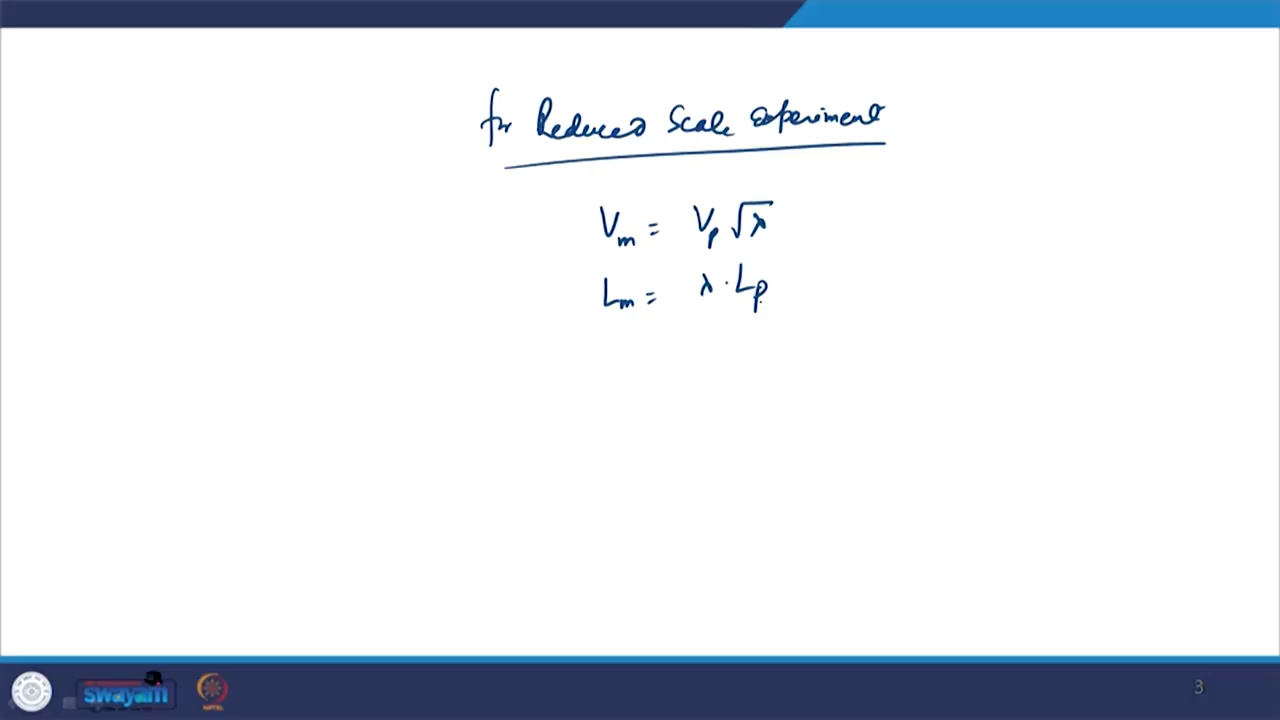 for Reduced Scale experiment
Vm = Vp √λ
Lm = λ · Lp
swayam
3